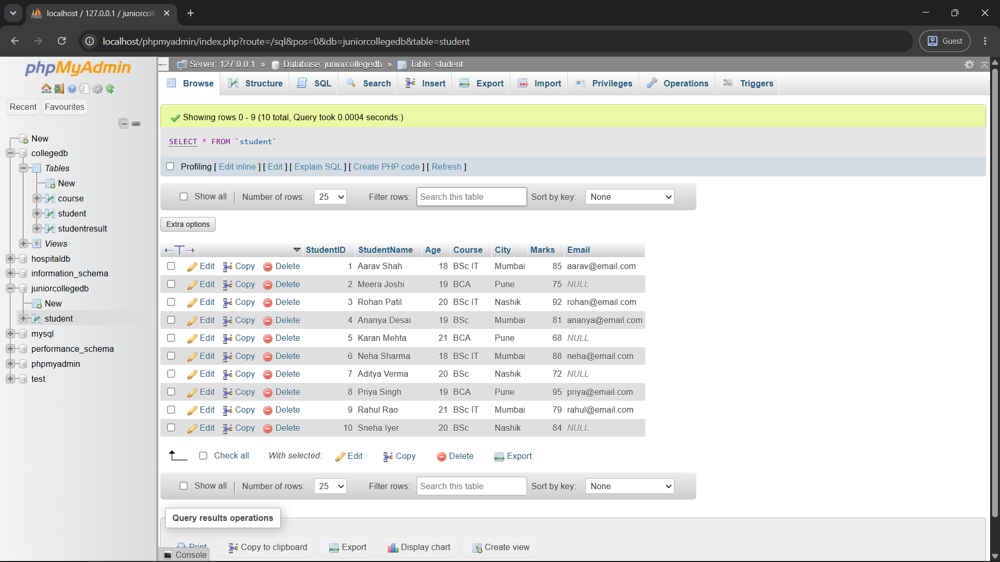 localhost / 127.0.0.1 / juniorcoll
localhost/phpmyadmin/index.php?route=/sql&pos=0&db=juniorcollegedb&table=student
Guest
phpMyAdmin
Recent Favourites
New
collegedb
Tables
New
course
student
studentresult
Views
hospitaldb
information_schema
juniorcollegedb
New
student
mysql
performance_schema
phpmyadmin
test
Server: 127.0.0.1 » Database: juniorcollegedb » Table: student
Browse Structure SQL Search Insert Export Import Privileges Operations Triggers
Showing rows 0 - 9 (10 total, Query took 0.0004 seconds.)
SELECT * FROM `student`
Profiling [ Edit inline ] [ Edit ] [ Explain SQL ] [ Create PHP code ] [ Refresh ]
Show all | Number of rows: 25 Filter rows: Search this table Sort by key: None
Extra options
←T→ StudentID StudentName Age Course City Marks Email
Edit Copy Delete 1 Aarav Shah 18 BSc IT Mumbai 85 aarav@email.com
Edit Copy Delete 2 Meera Joshi 19 BCA Pune 75 NULL
Edit Copy Delete 3 Rohan Patil 20 BSc IT Nashik 92 rohan@email.com
Edit Copy Delete 4 Ananya Desai 19 BSc Mumbai 81 ananya@email.com
Edit Copy Delete 5 Karan Mehta 21 BCA Pune 68 NULL
Edit Copy Delete 6 Neha Sharma 18 BSc IT Mumbai 88 neha@email.com
Edit Copy Delete 7 Aditya Verma 20 BSc Nashik 72 NULL
Edit Copy Delete 8 Priya Singh 19 BCA Pune 95 priya@email.com
Edit Copy Delete 9 Rahul Rao 21 BSc IT Mumbai 79 rahul@email.com
Edit Copy Delete 10 Sneha Iyer 20 BSc Nashik 84 NULL
Check all With selected: Edit Copy Delete Export
Show all | Number of rows: 25 Filter rows: Search this table Sort by key: None
Query results operations
Print Copy to clipboard Export Display chart Create view
Console